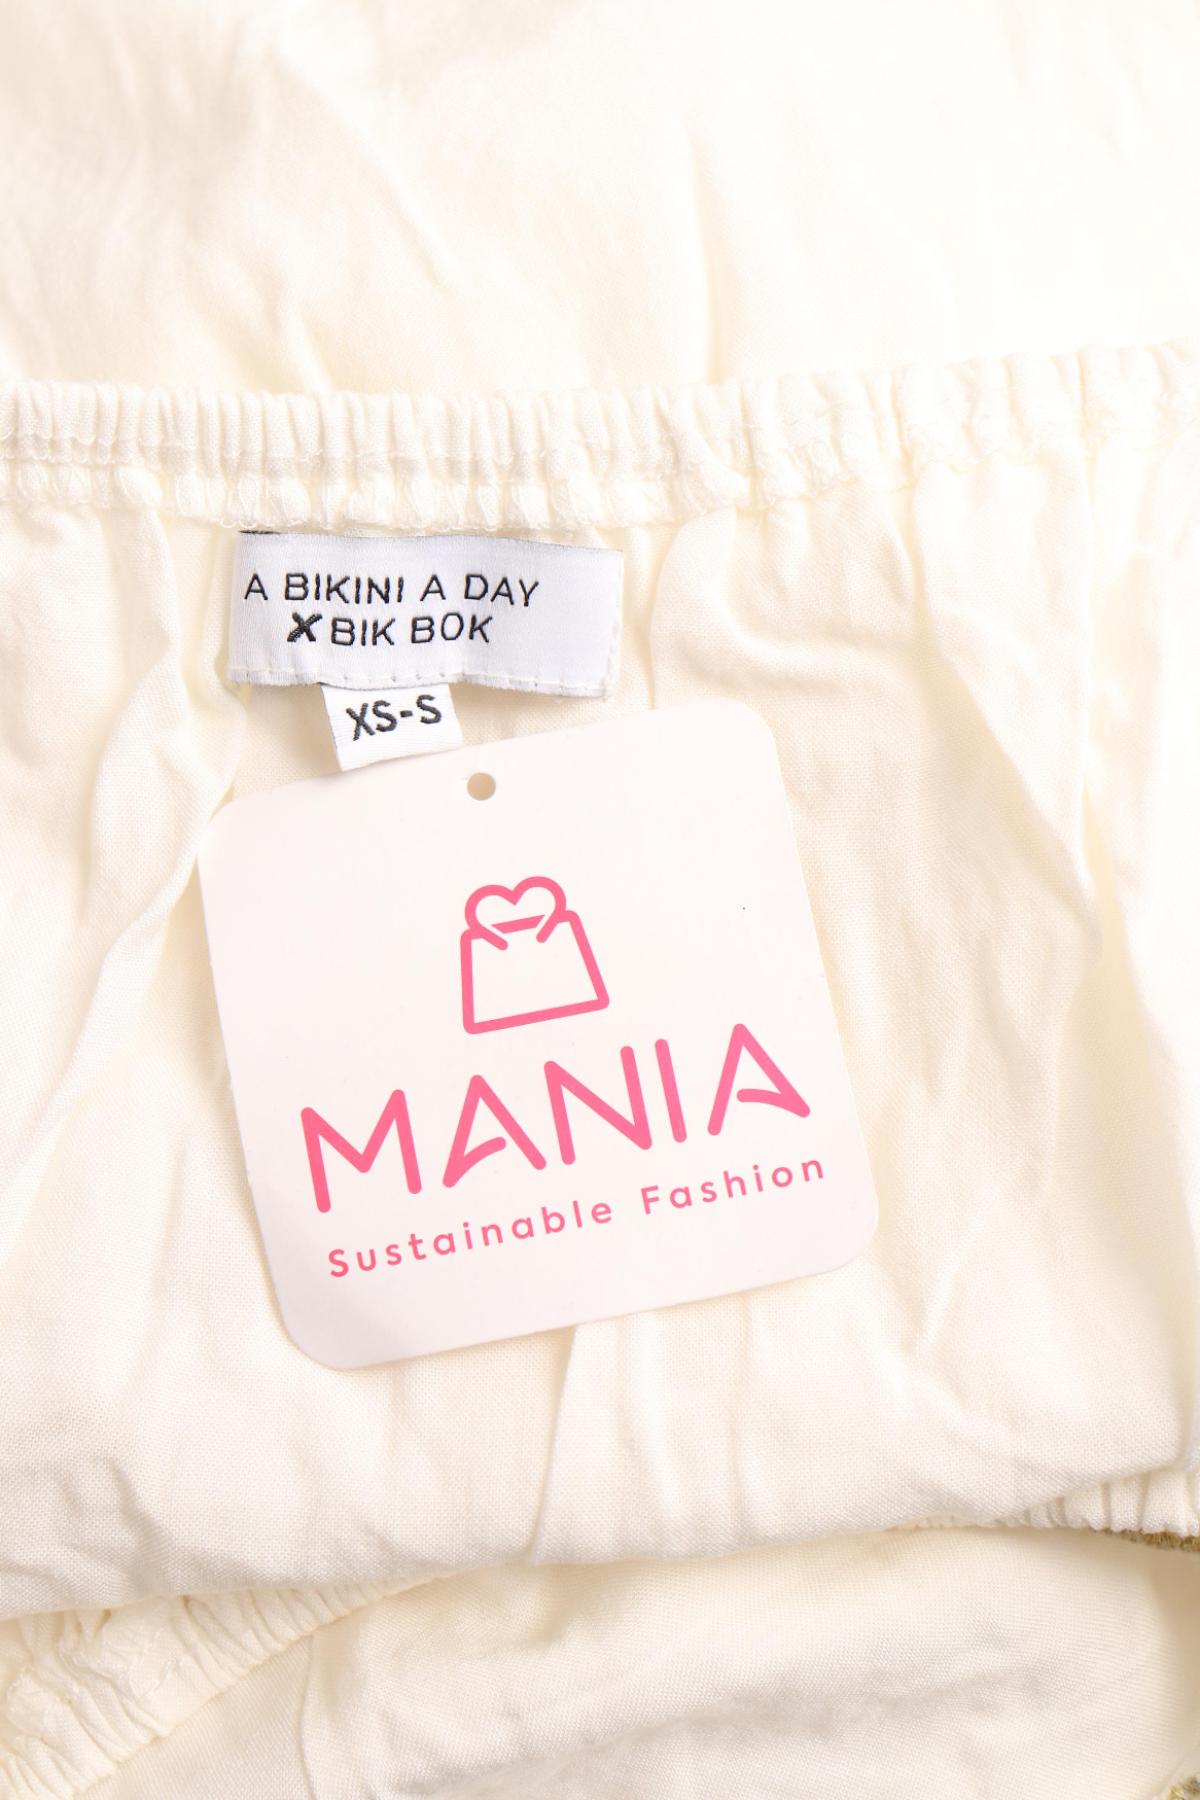 A BIKINI A DAY
X BIK BOK
XS-S
MANIA
Sustainable Fashion